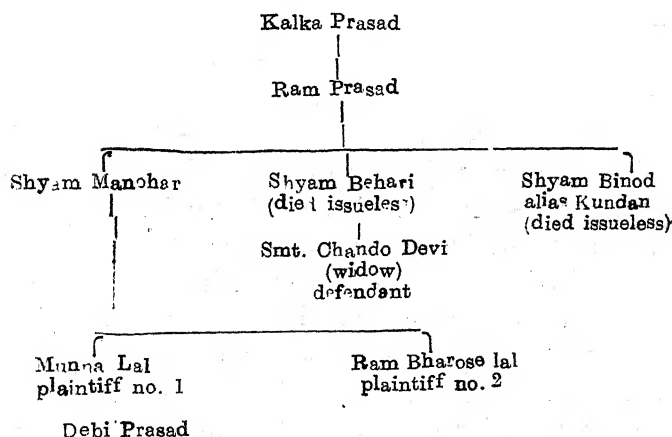 Kalka Prasad
Ram Prasad
Shyam Manohar Shyam Behari Shyam Binod
(died issueless) alias Kundan
(died issueless)
Smt. Chando Devi
(widow)
defendant
Munna Lal Ram Bharose lal
plaintiff no. 1 plaintiff no. 2
Debi Prasad